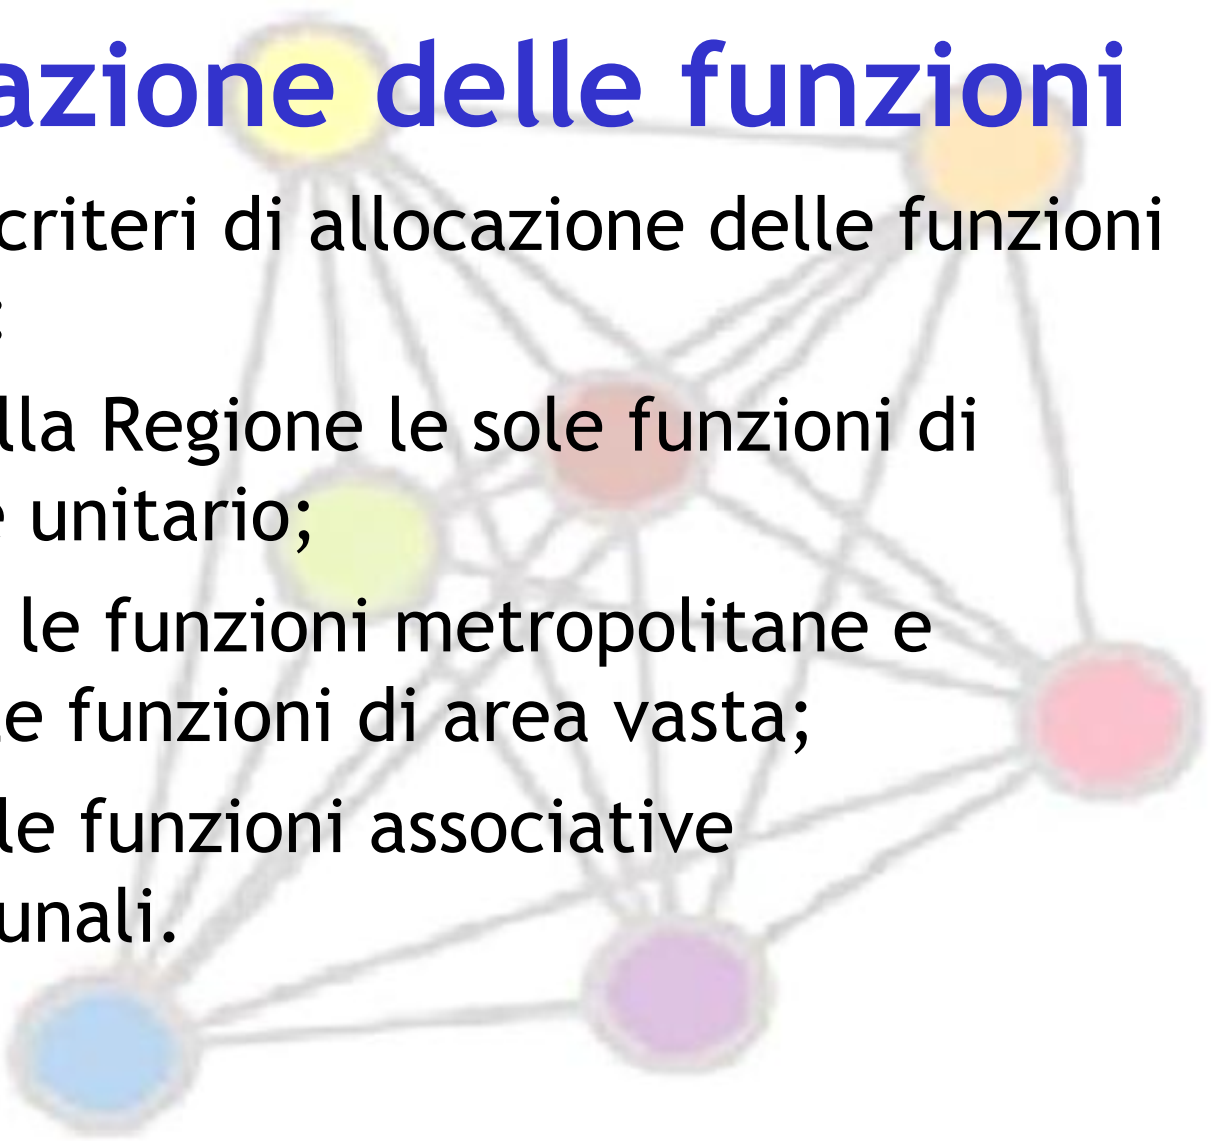 azione delle funzioni
criteri di allocazione delle funzioni
:
lla Regione le sole funzioni di
e unitario;
le funzioni metropolitane e
le funzioni di area vasta;
le funzioni associative
unali.